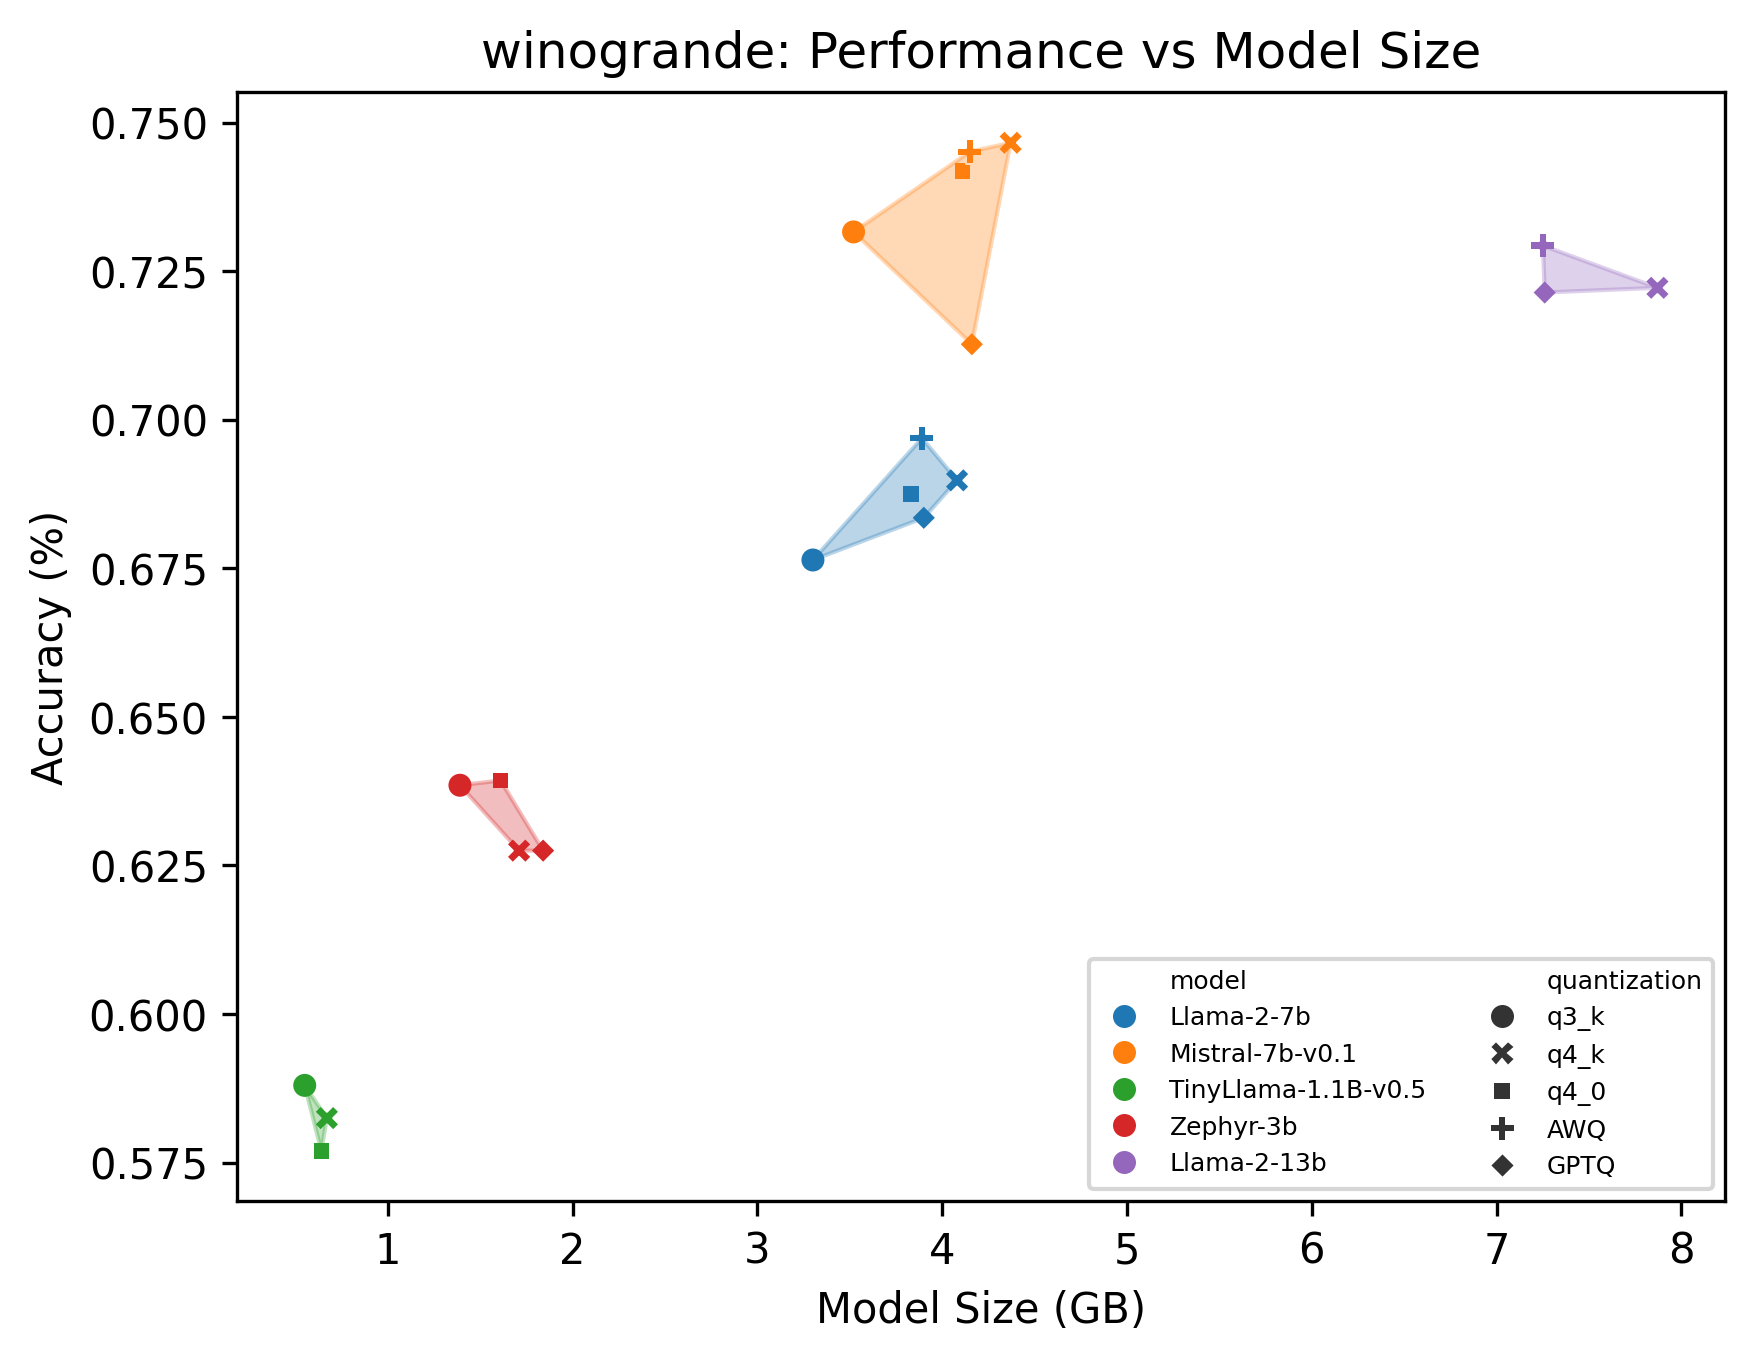 winogrande: Performance vs Model Size
0.750
0.725
0.700
0.675
0.650
0.625
0.600
0.575
Accuracy (%)
1 2 3 4 5 6 7 8
Model Size (GB)
model
Llama-2-7b
Mistral-7b-v0.1
TinyLlama-1.1B-v0.5
Zephyr-3b
Llama-2-13b
quantization
q3_k
q4_k
q4_0
AWQ
GPTQ